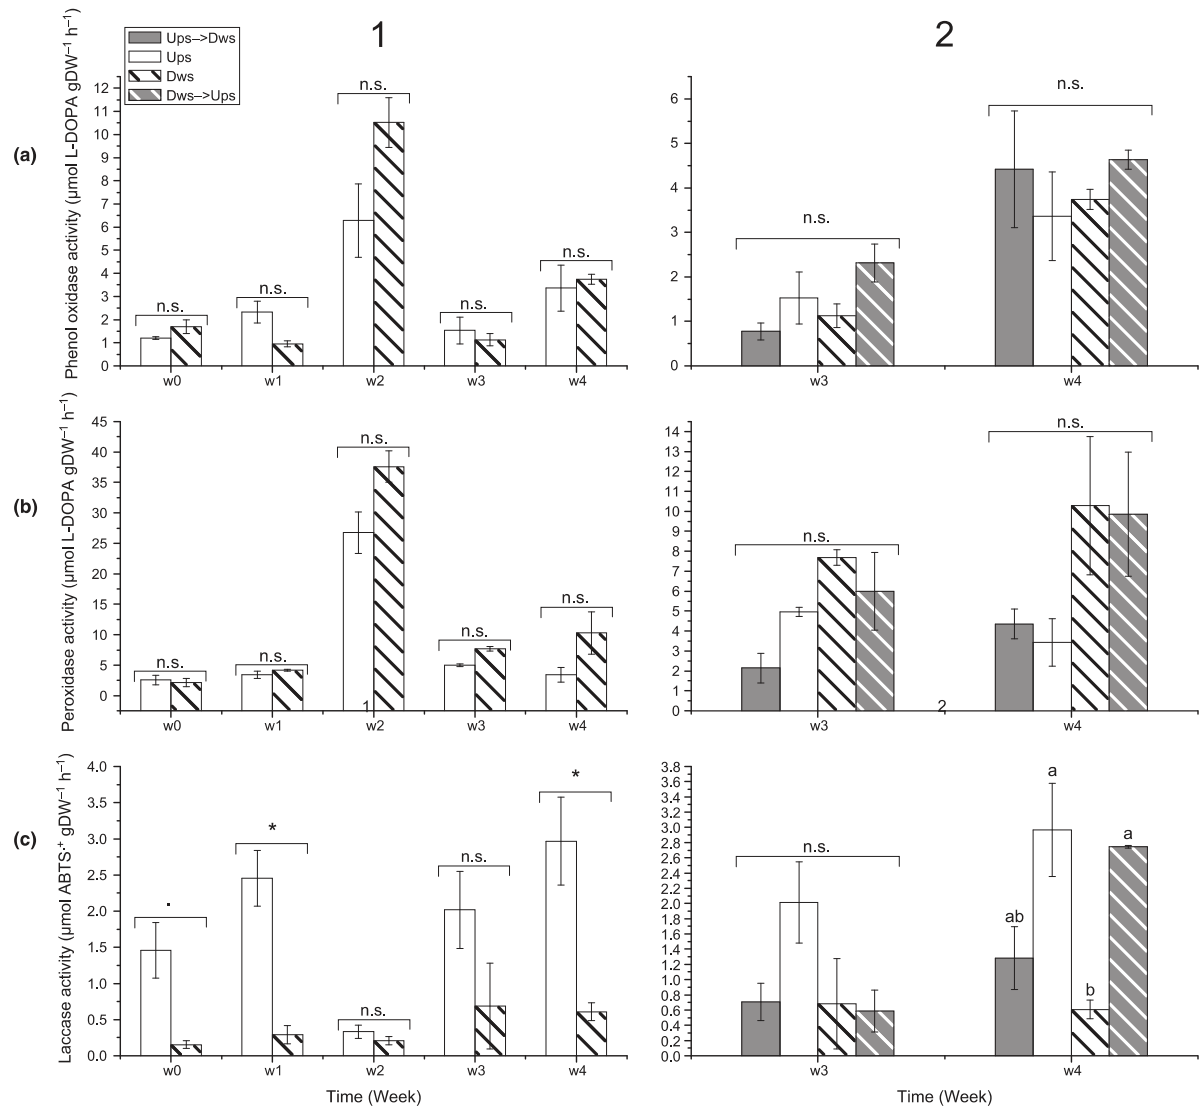 1
2
Ups–>Dws
Ups
Dws
Dws–>Ups
(a)
Phenol oxidase activity (µmol L-DOPA gDW⁻¹ h⁻¹)
12
11
10
9
8
7
6
5
4
3
2
1
0
n.s.
n.s.
n.s.
n.s.
n.s.
w0
w1
w2
w3
w4
6
5
4
3
2
1
0
n.s.
n.s.
w3
w4
(b)
Peroxidase activity (µmol L-DOPA gDW⁻¹ h⁻¹)
45
40
35
30
25
20
15
10
5
0
n.s.
n.s.
n.s.
n.s.
n.s.
1
w0
w1
w2
w3
w4
14
13
12
11
10
9
8
7
6
5
4
3
2
1
0
n.s.
n.s.
2
w3
w4
(c)
Laccase activity (µmol ABTS·⁺ gDW⁻¹ h⁻¹)
4.0
3.5
3.0
2.5
2.0
1.5
1.0
0.5
0.0
.
*
n.s.
n.s.
*
w0
w1
w2
w3
w4
Time (Week)
3.8
3.6
3.4
3.2
3.0
2.8
2.6
2.4
2.2
2.0
1.8
1.6
1.4
1.2
1.0
0.8
0.6
0.4
0.2
0.0
n.s.
ab
a
b
a
w3
w4
Time (Week)